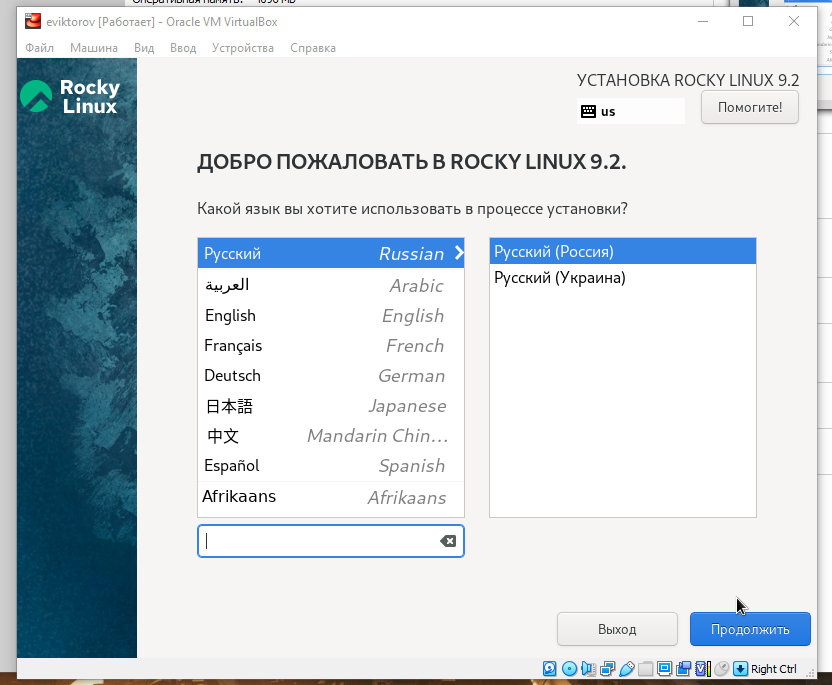 eviktorov [Работает] - Oracle VM VirtualBox
Файл Машина Вид Ввод Устройства Справка
Rocky
Linux
УСТАНОВКА ROCKY LINUX 9.2
us
Помогите!
ДОБРО ПОЖАЛОВАТЬ В ROCKY LINUX 9.2.
Какой язык вы хотите использовать в процессе установки?
Русский Russian
العربية Arabic
English English
Français French
Deutsch German
日本語 Japanese
中文 Mandarin Chin…
Español Spanish
Afrikaans Afrikaans
Русский (Россия)
Русский (Украина)
Выход
Продолжить
Right Ctrl